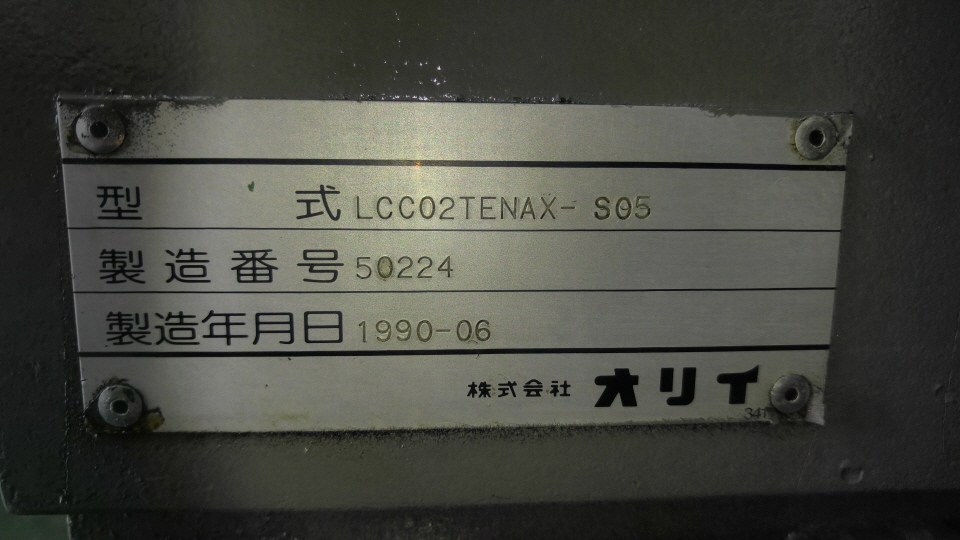 型式 LCC02TENAX- S05
製造番号 50224
製造年月日 1990-06
株式会社 オリイ